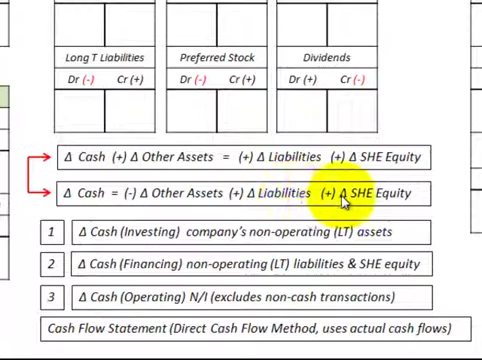 Long T Liabilities Preferred Stock Dividends
Dr (-) Cr (+) Dr (-) Cr (+) Dr (+) Cr (-)
Δ Cash (+) Δ Other Assets = (+) Δ Liabilities (+) Δ SHE Equity
Δ Cash = (-) Δ Other Assets (+) Δ Liabilities (+) Δ SHE Equity
1 Δ Cash (Investing) company's non-operating (LT) assets
2 Δ Cash (Financing) non-operating (LT) liabilities & SHE equity
3 Δ Cash (Operating) N/I (excludes non-cash transactions)
Cash Flow Statement (Direct Cash Flow Method, uses actual cash flows)